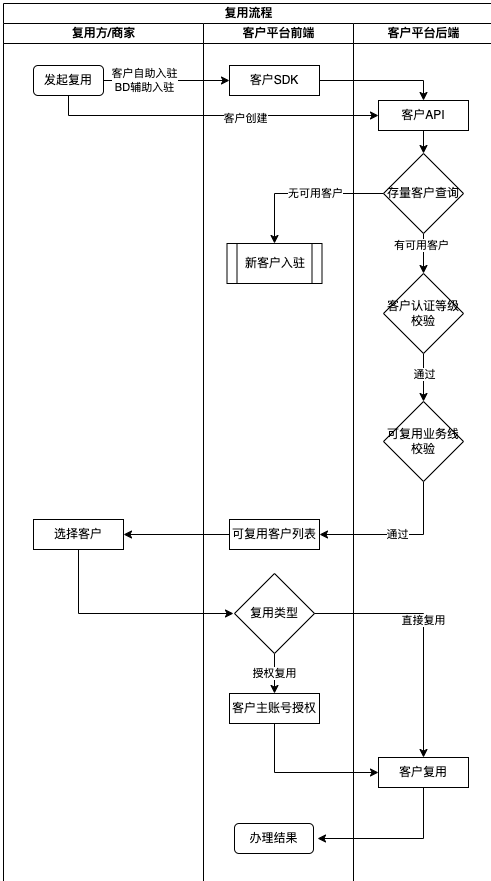 复用流程
复用方/商家
客户平台前端
客户平台后端
发起复用
客户自助入驻
BD辅助入驻
客户SDK
客户创建
客户API
无可用客户
存量客户查询
有可用客户
新客户入驻
客户认证等级
校验
通过
可复用业务线
校验
选择客户
可复用客户列表
通过
复用类型
直接复用
授权复用
客户主账号授权
客户复用
办理结果